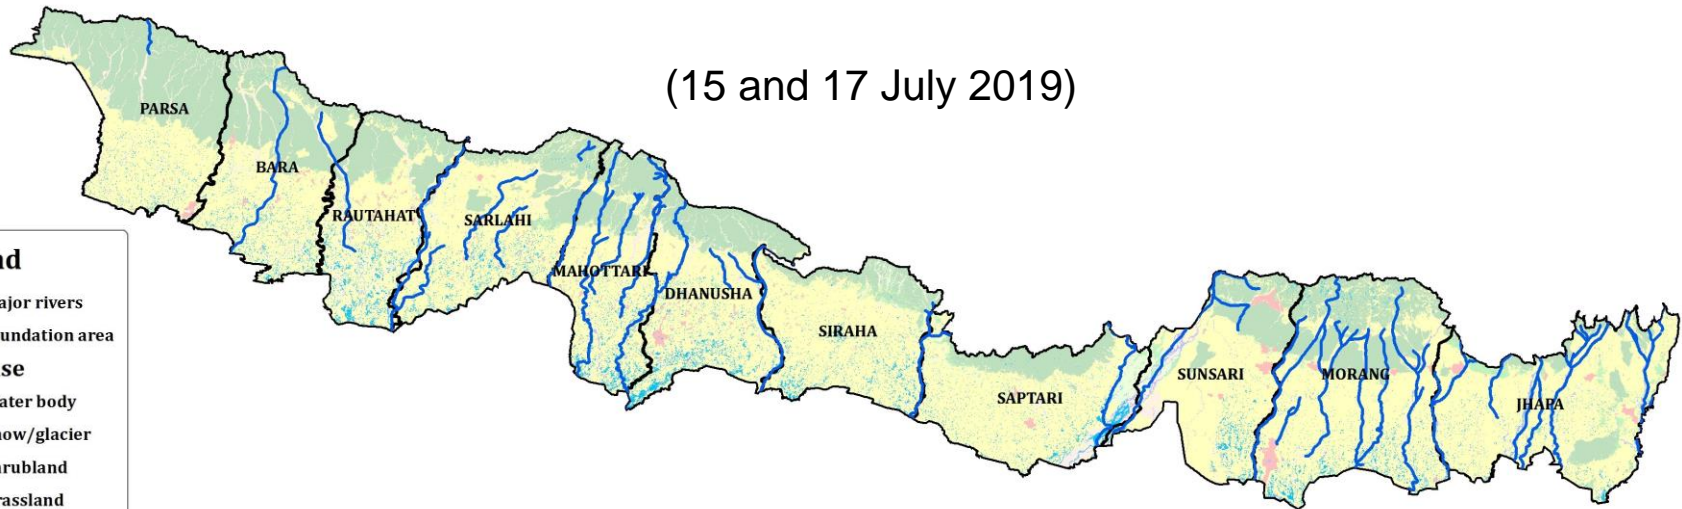 (15 and 17 July 2019)
PARSA
BARA
RAUTAHAT
SARLAHI
MAHOTTARI
DHANUSHA
SIRAHA
SAPTARI
SUNSARI
MORANG
JHAPA
nd
ajor rivers
undation area
se
ater body
now/glacier
rubland
rassland